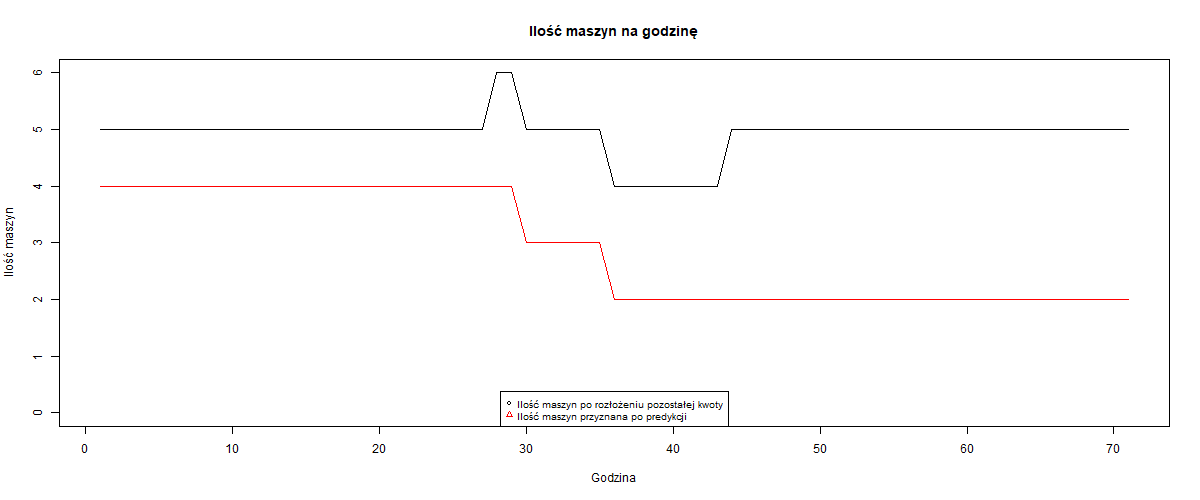 Ilość maszyn na godzinę
Ilość maszyn
6
5
4
3
2
1
0
Ilość maszyn po rozłożeniu pozostałej kwoty
Ilość maszyn przyznana po predykcji
0 10 20 30 40 50 60 70
Godzina